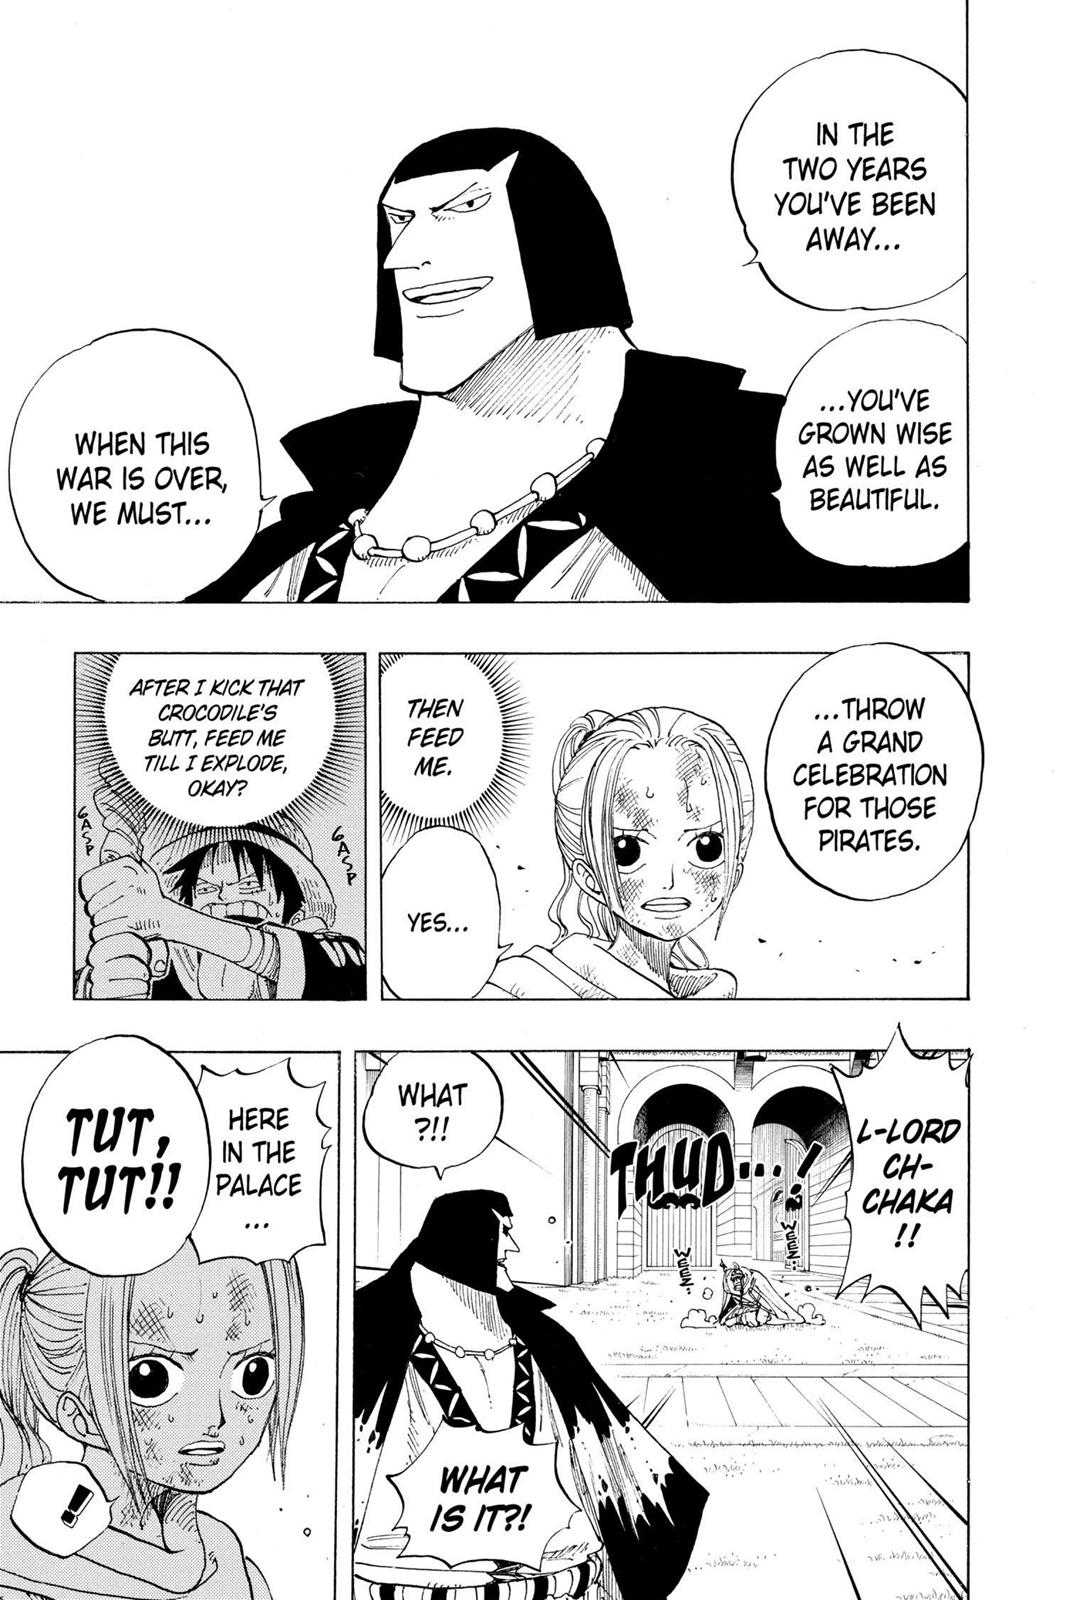 IN THE
TWO YEARS
YOU'VE BEEN
AWAY...
...YOU'VE
GROWN WISE
AS WELL AS
BEAUTIFUL.
WHEN THIS
WAR IS OVER,
WE MUST...
...THROW
A GRAND
CELEBRATION
FOR THOSE
PIRATES.
THEN
FEED
ME.
YES...
AFTER I KICK THAT
CROCODILE'S
BUTT, FEED ME
TILL I EXPLODE,
OKAY?
GASP
GASP
L-LORD
CH-
CHAKA
!!
THUD...!
WEEZ
WEEZ
WHAT
?!!
WHAT
IS IT?!
HERE
IN THE
PALACE
...
TUT,
TUT!!
!